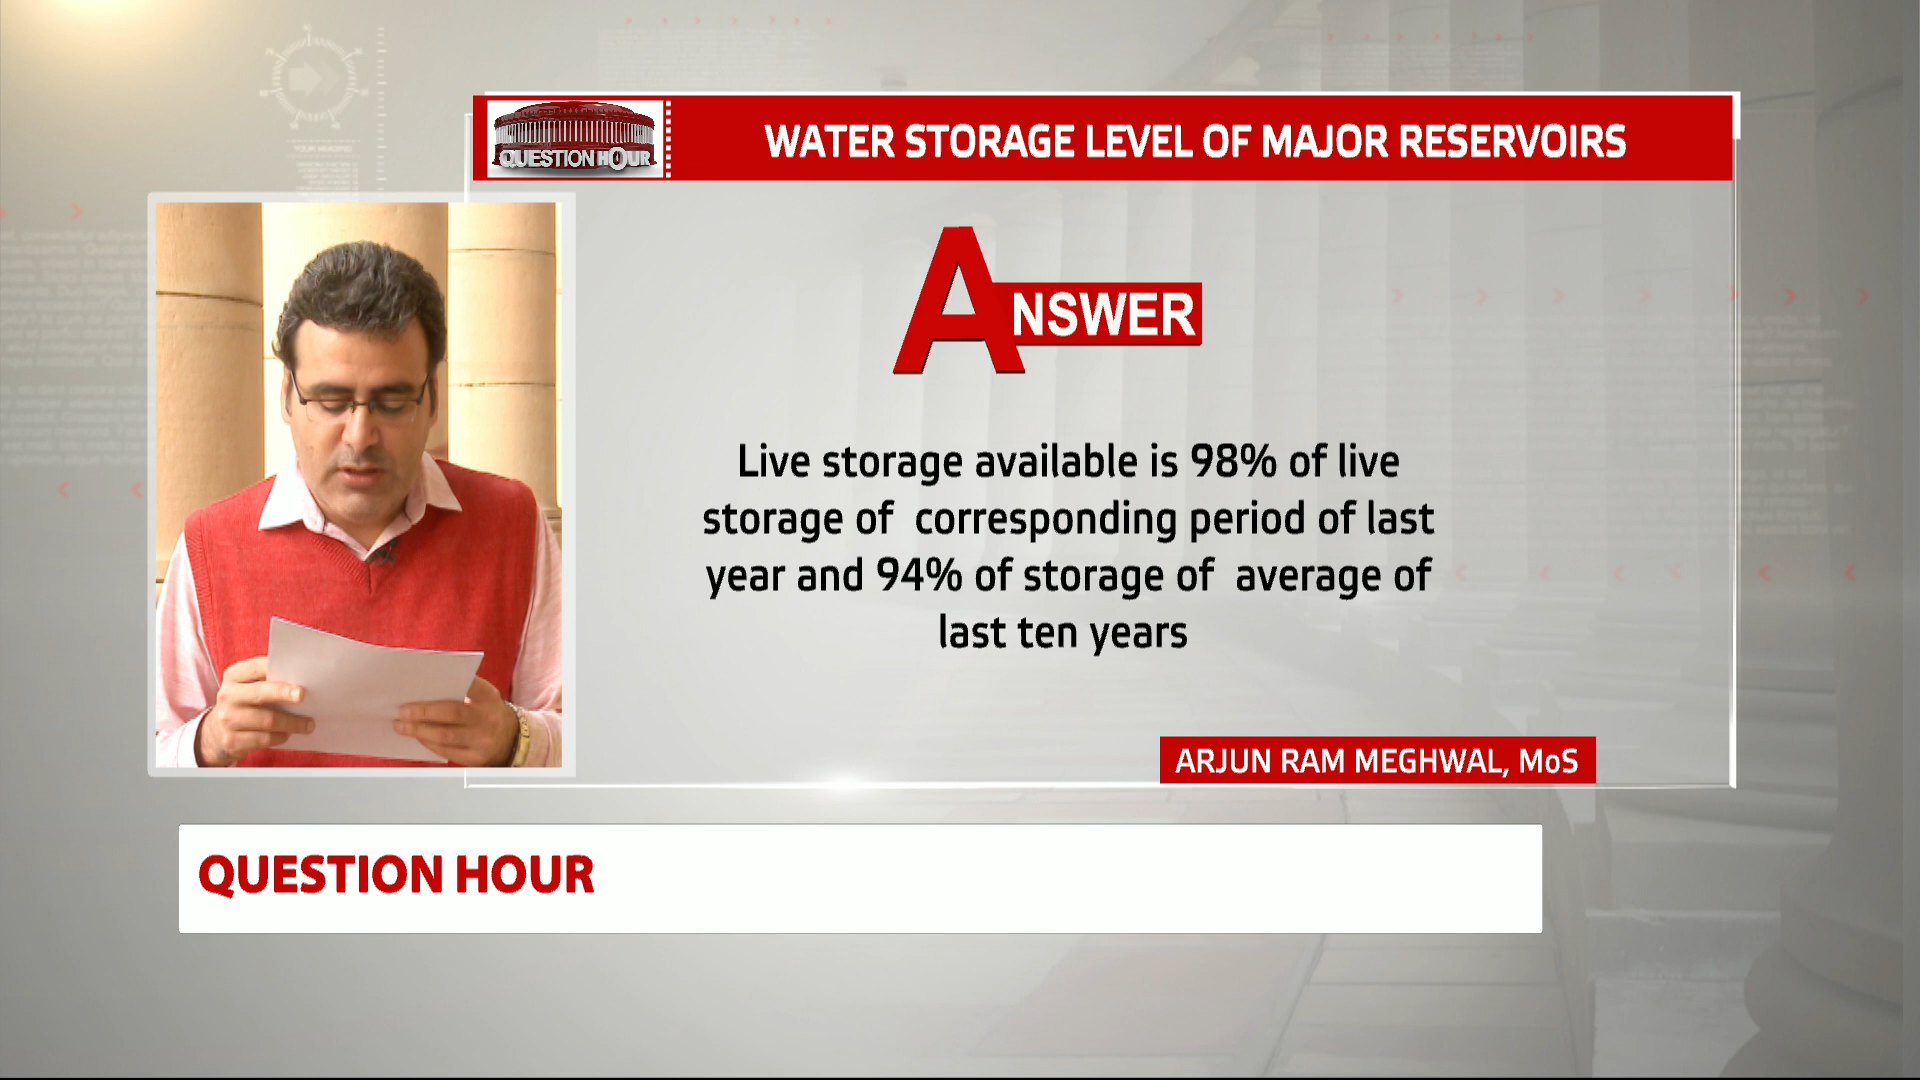 QUESTION HOUR
WATER STORAGE LEVEL OF MAJOR RESERVOIRS
ANSWER
Live storage available is 98% of live
storage of corresponding period of last
year and 94% of storage of average of
last ten years
ARJUN RAM MEGHWAL, MoS
QUESTION HOUR